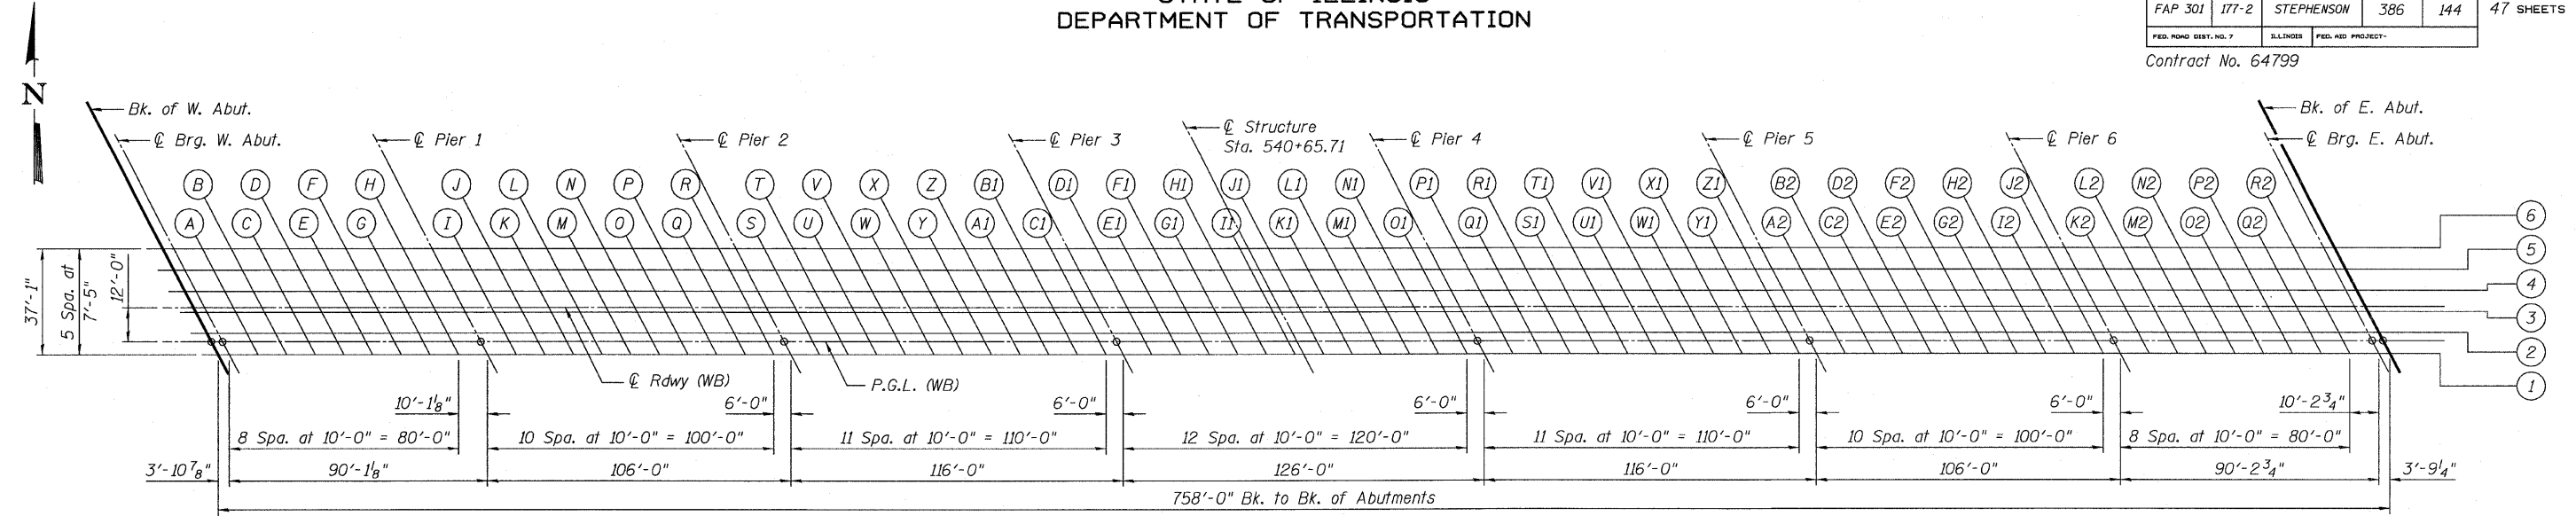 STATE OF ILLINOIS
DEPARTMENT OF TRANSPORTATION
FAP 301 177-2 STEPHENSON 386 144 47 SHEETS
FED. ROAD DIST. NO. 7 ILLINOIS FED. AID PROJECT-
Contract No. 64799
N
Bk. of W. Abut.
℄ Brg. W. Abut.
℄ Pier 1
℄ Pier 2
℄ Pier 3
℄ Structure
Sta. 540+65.71
℄ Pier 4
℄ Pier 5
℄ Pier 6
Bk. of E. Abut.
℄ Brg. E. Abut.
B D F H J L N P R T V X Z B1 D1 F1 H1 J1 L1 N1 P1 R1 T1 V1 X1 Z1 B2 D2 F2 H2 J2 L2 N2 P2 R2
A C E G I K M O Q S U W Y A1 C1 E1 G1 I1 K1 M1 O1 Q1 S1 U1 W1 Y1 A2 C2 E2 G2 I2 K2 M2 O2 Q2
6
5
4
3
2
1
37'-1"
5 Spa. at
7'-5"
12'-0"
℄ Rdwy (WB)
P.G.L. (WB)
10'-1⅛" 6'-0" 6'-0" 6'-0" 6'-0" 6'-0" 10'-2¾"
8 Spa. at 10'-0" = 80'-0" 10 Spa. at 10'-0" = 100'-0" 11 Spa. at 10'-0" = 110'-0" 12 Spa. at 10'-0" = 120'-0" 11 Spa. at 10'-0" = 110'-0" 10 Spa. at 10'-0" = 100'-0" 8 Spa. at 10'-0" = 80'-0"
3'-10⅞" 90'-1⅛" 106'-0" 116'-0" 126'-0" 116'-0" 106'-0" 90'-2¾" 3'-9¼"
758'-0" Bk. to Bk. of Abutments